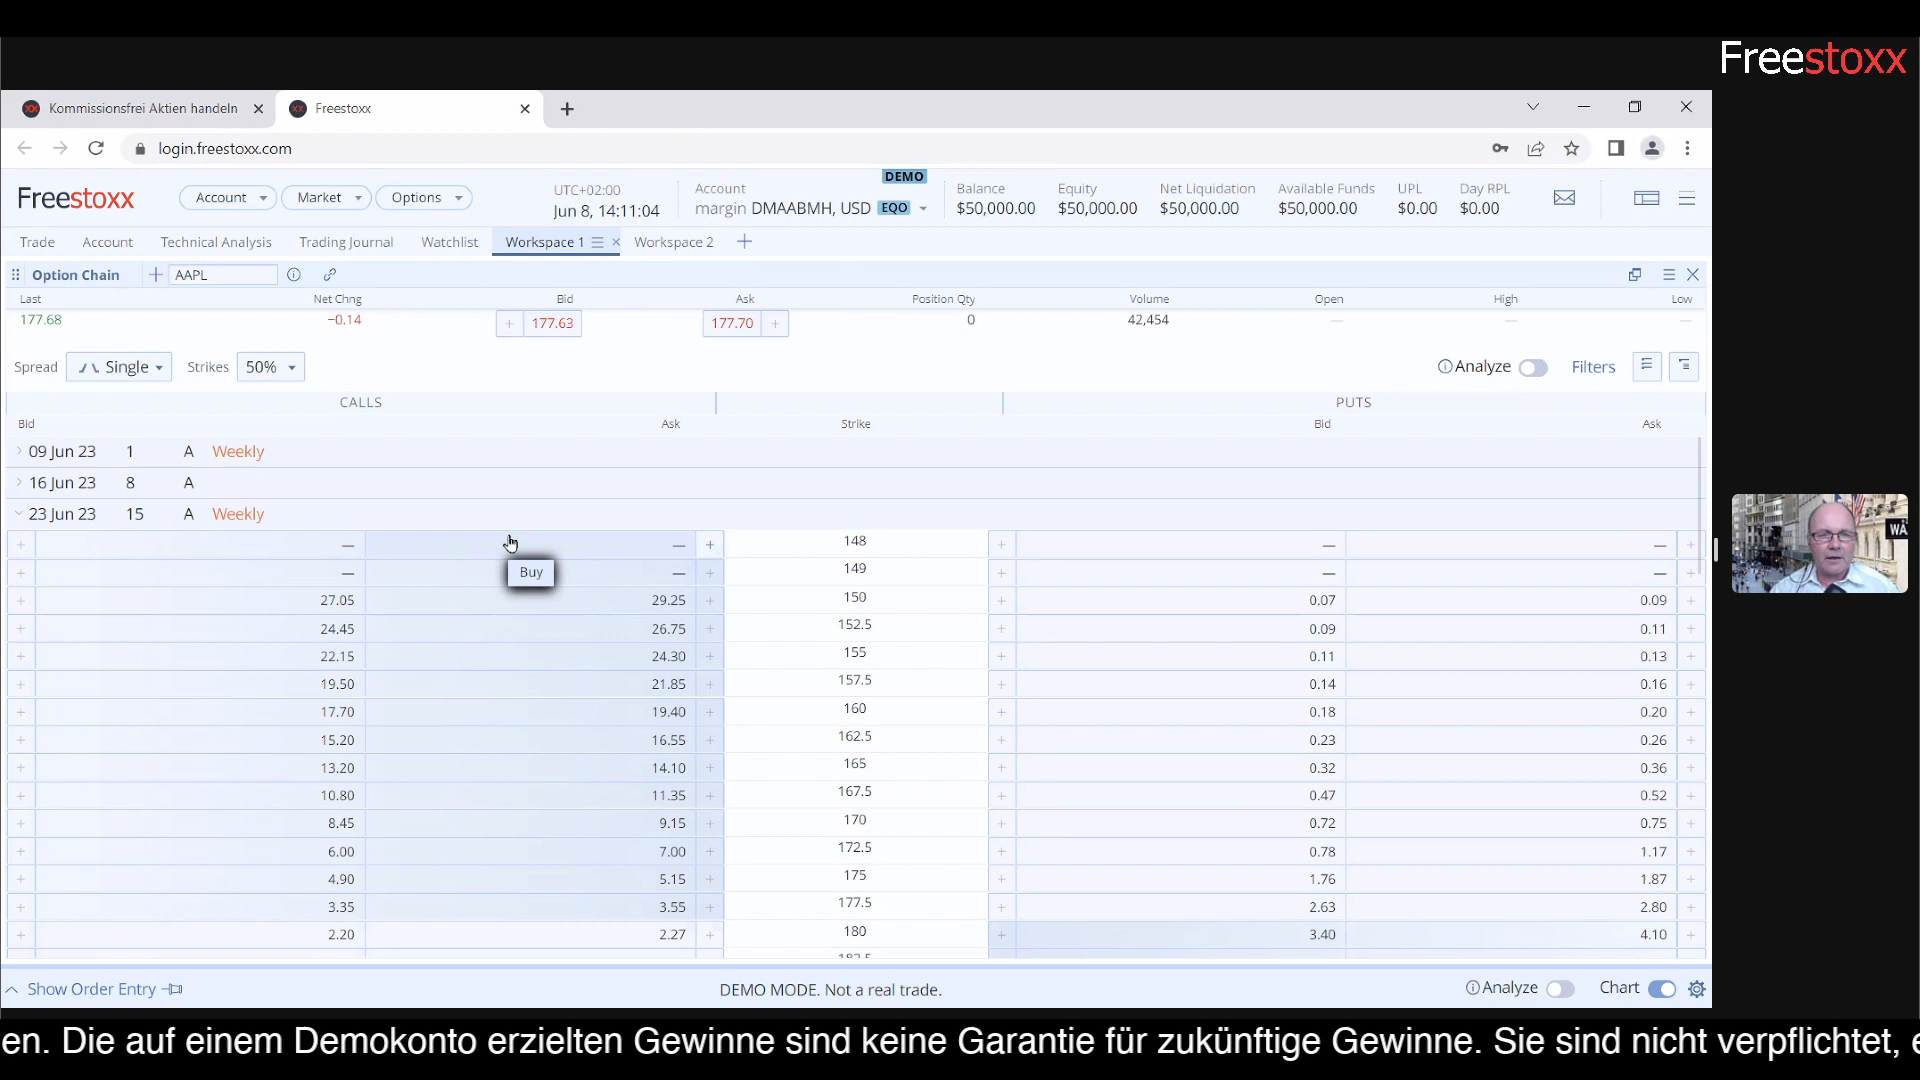 Freestoxx
Kommissionsfrei Aktien handeln
Freestoxx
login.freestoxx.com
Freestoxx
Account
Market
Options
UTC+02:00
Jun 8, 14:11:04
Account
DEMO
margin DMAABMH, USD EQO
Balance
$50,000.00
Equity
$50,000.00
Net Liquidation
$50,000.00
Available Funds
$50,000.00
UPL
$0.00
Day RPL
$0.00
Trade Account Technical Analysis Trading Journal Watchlist Workspace 1 Workspace 2
Option Chain AAPL
Last Net Chng Bid Ask Position Qty Volume Open High Low
177.68 −0.14 + 177.63 177.70 + 0 42,454 — — —
Spread Single Strikes 50% Analyze Filters
CALLS PUTS
Bid Ask Strike Bid Ask
09 Jun 23 1 A Weekly
16 Jun 23 8 A
23 Jun 23 15 A Weekly
+ — — + 148 + — — +
+ — — + 149 + — — +
Buy
+ 27.05 29.25 + 150 + 0.07 0.09 +
+ 24.45 26.75 + 152.5 + 0.09 0.11 +
+ 22.15 24.30 + 155 + 0.11 0.13 +
+ 19.50 21.85 + 157.5 + 0.14 0.16 +
+ 17.70 19.40 + 160 + 0.18 0.20 +
+ 15.20 16.55 + 162.5 + 0.23 0.26 +
+ 13.20 14.10 + 165 + 0.32 0.36 +
+ 10.80 11.35 + 167.5 + 0.47 0.52 +
+ 8.45 9.15 + 170 + 0.72 0.75 +
+ 6.00 7.00 + 172.5 + 0.78 1.17 +
+ 4.90 5.15 + 175 + 1.76 1.87 +
+ 3.35 3.55 + 177.5 + 2.63 2.80 +
+ 2.20 2.27 + 180 + 3.40 4.10 +
WA
Show Order Entry DEMO MODE. Not a real trade. Analyze Chart
en. Die auf einem Demokonto erzielten Gewinne sind keine Garantie für zukünftige Gewinne. Sie sind nicht verpflichtet,